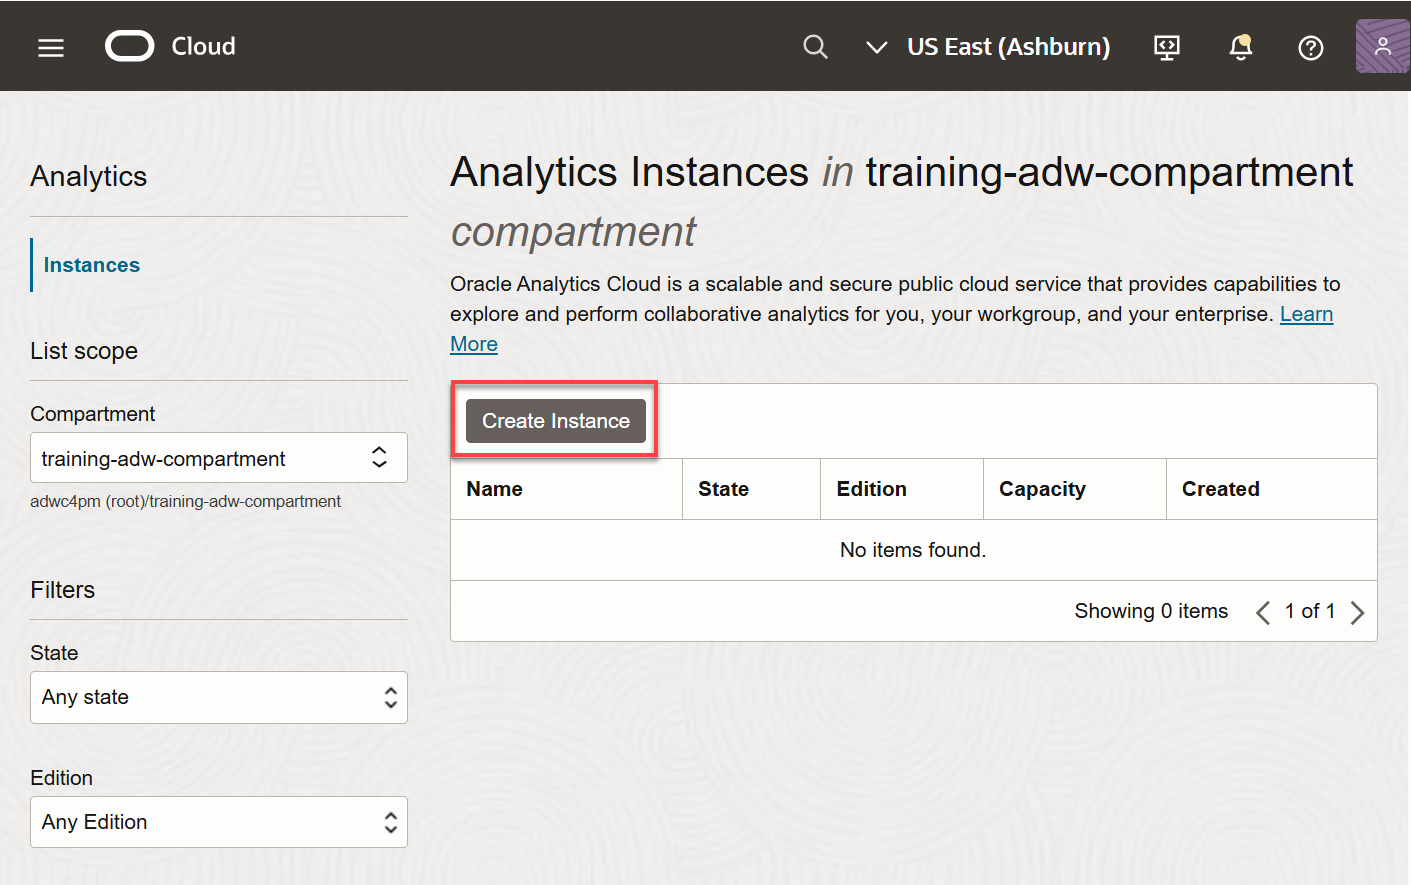 Cloud
US East (Ashburn)
Analytics
Instances
List scope
Compartment
training-adw-compartment
adwc4pm (root)/training-adw-compartment
Filters
State
Any state
Edition
Any Edition
Analytics Instances in training-adw-compartment
compartment
Oracle Analytics Cloud is a scalable and secure public cloud service that provides capabilities to
explore and perform collaborative analytics for you, your workgroup, and your enterprise. Learn
More
Create Instance
Name State Edition Capacity Created
No items found.
Showing 0 items 1 of 1